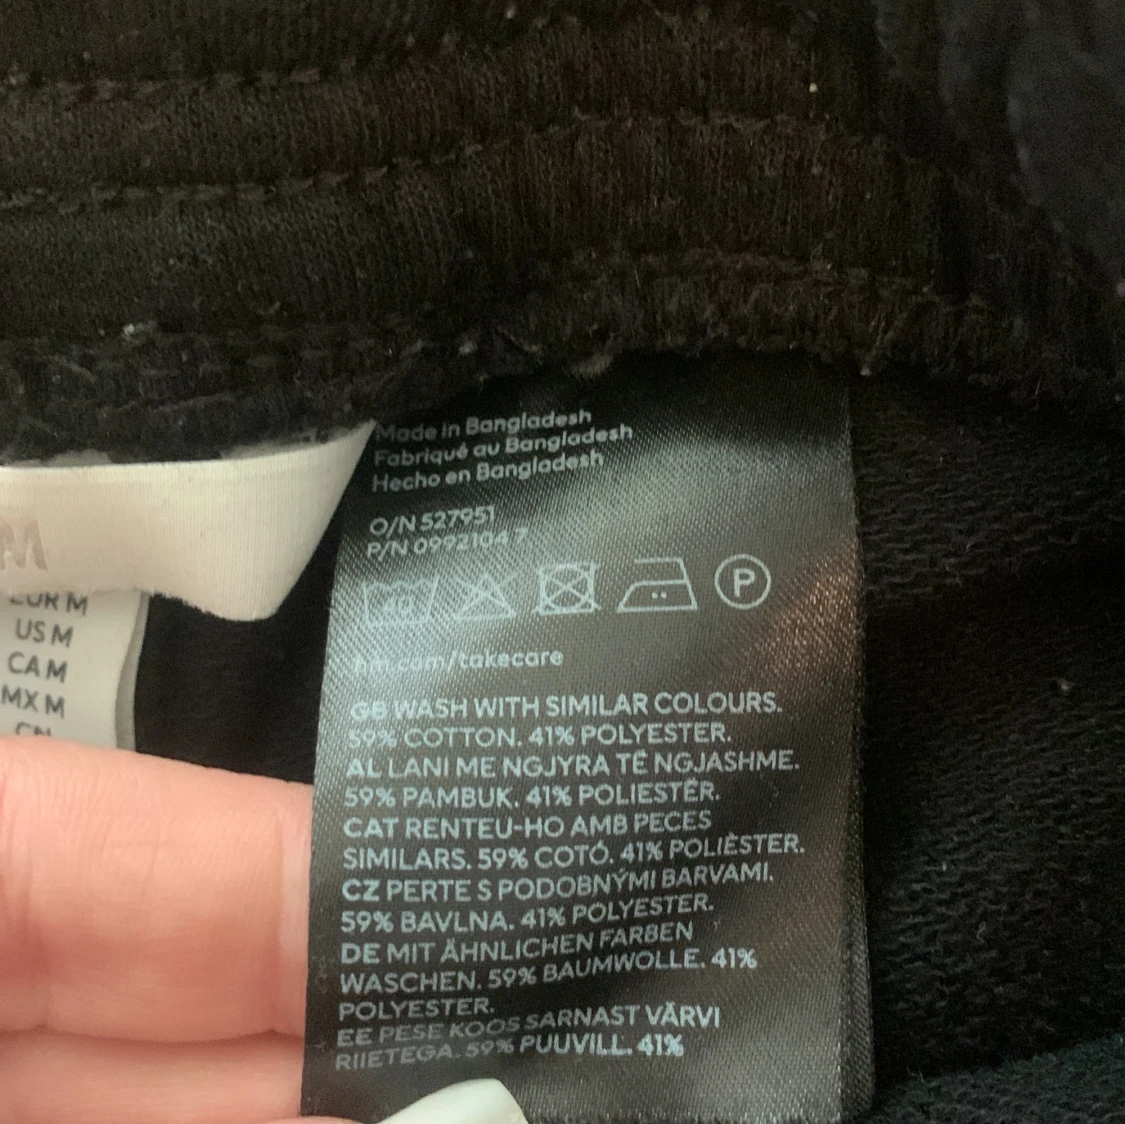 M
EUR M
US M
CA M
MX M
CN
Made in Bangladesh
Fabriqué au Bangladesh
Hecho en Bangladesh
O/N 527951
P/N 0992104 7
40
P
hm.com/takecare
GB WASH WITH SIMILAR COLOURS.
59% COTTON. 41% POLYESTER.
AL LANI ME NGJYRA TË NGJASHME.
59% PAMBUK. 41% POLIESTËR.
CAT RENTEU-HO AMB PECES
SIMILARS. 59% COTÓ. 41% POLIÈSTER.
CZ PERTE S PODOBNÝMI BARVAMI.
59% BAVLNA. 41% POLYESTER.
DE MIT ÄHNLICHEN FARBEN
WASCHEN. 59% BAUMWOLLE. 41%
POLYESTER.
EE PESE KOOS SARNAST VÄRVI
RIIETEGA. 59% PUUVILL. 41%